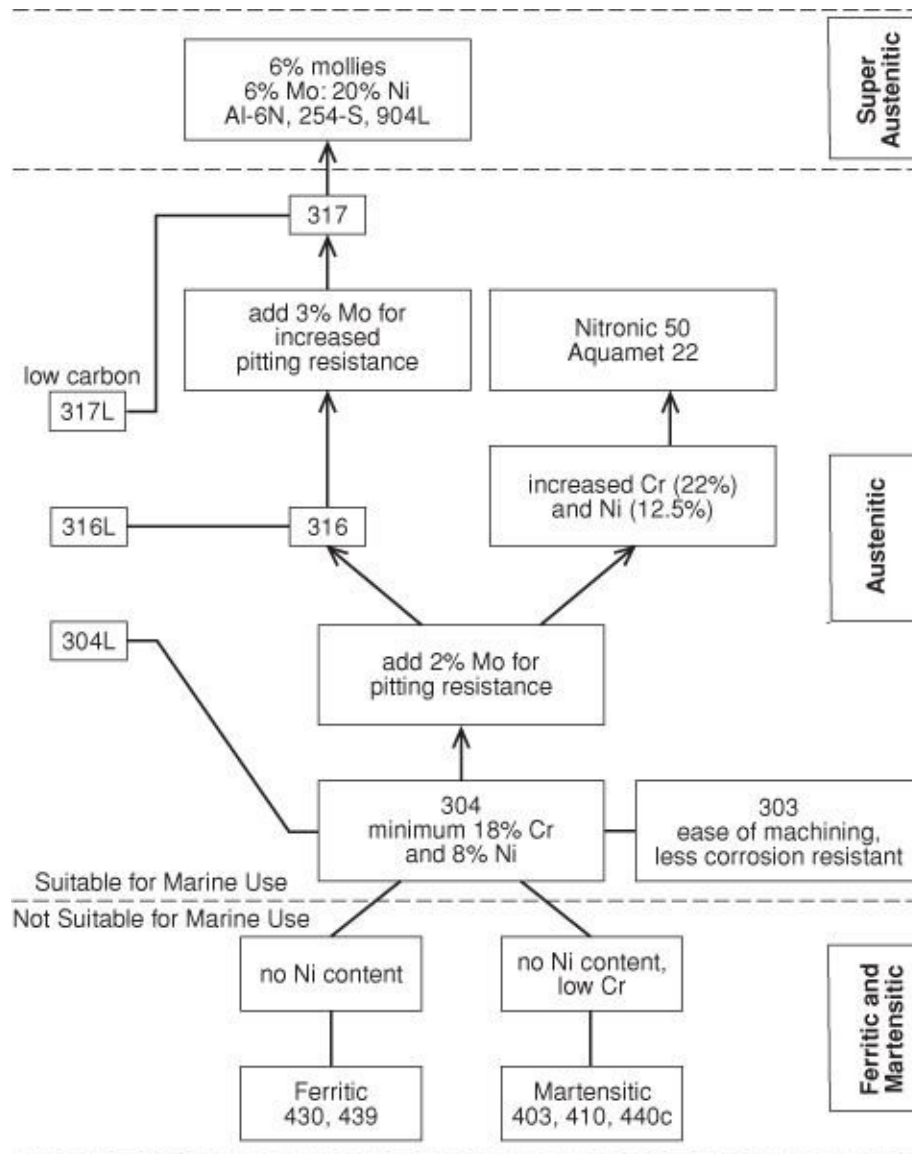 6% mollies
6% Mo: 20% Ni
Al-6N, 254-S, 904L
Super
Austenitic
317
add 3% Mo for
increased
pitting resistance
Nitronic 50
Aquamet 22
low carbon
317L
increased Cr (22%)
and Ni (12.5%)
316L
316
Austenitic
304L
add 2% Mo for
pitting resistance
304
minimum 18% Cr
and 8% Ni
303
ease of machining,
less corrosion resistant
Suitable for Marine Use
Not Suitable for Marine Use
no Ni content
no Ni content,
low Cr
Ferritic and
Martensitic
Ferritic
430, 439
Martensitic
403, 410, 440c